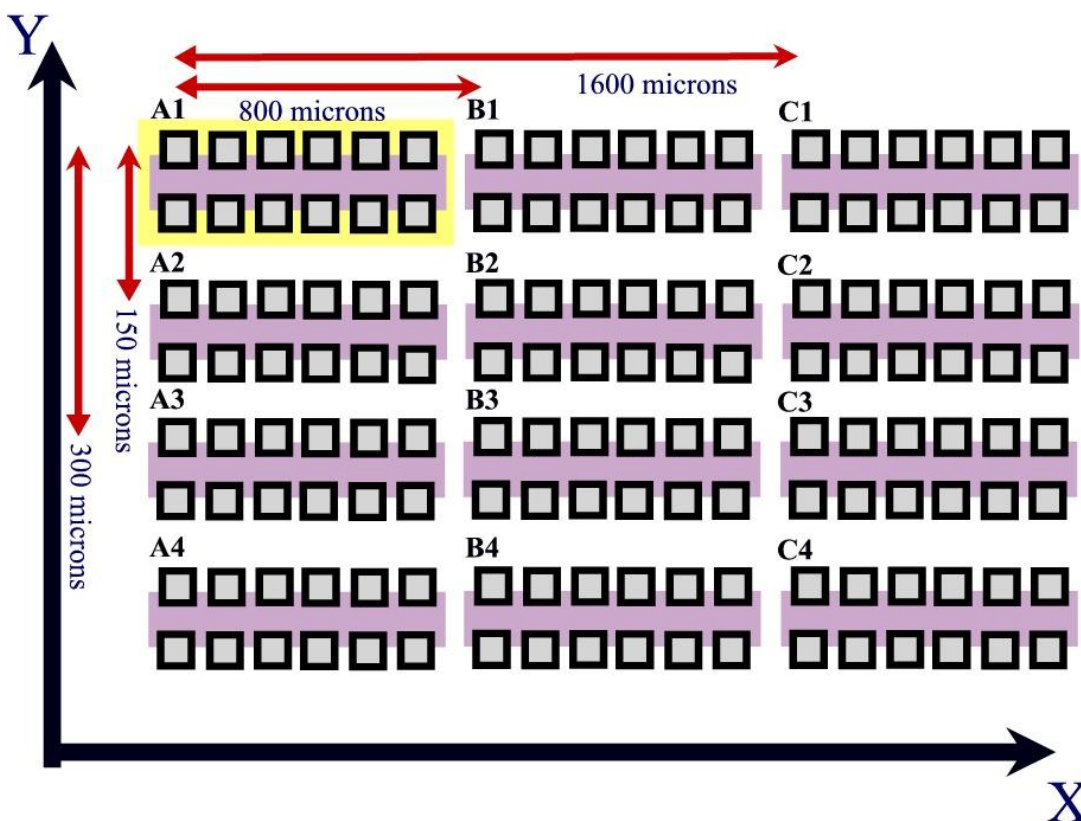 Y
1600 microns
800 microns
A1
B1
C1
A2
B2
C2
150 microns
300 microns
A3
B3
C3
A4
B4
C4
X